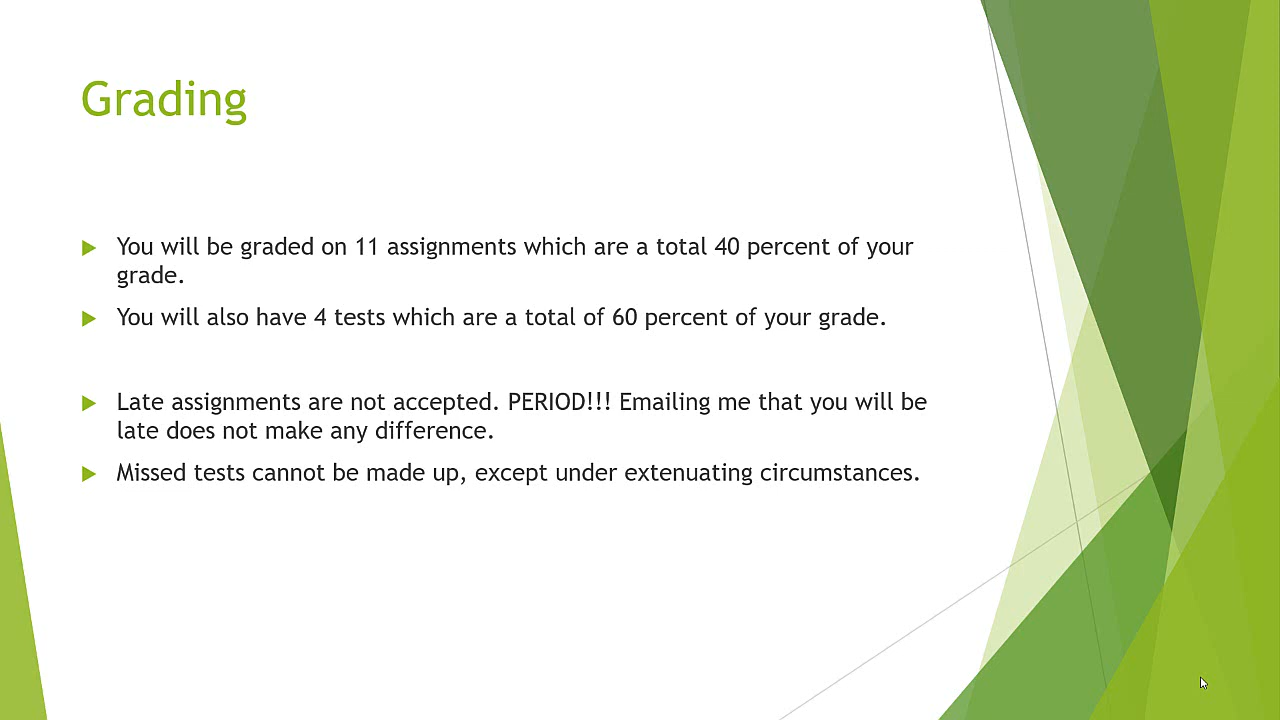 Grading
You will be graded on 11 assignments which are a total 40 percent of your
grade.
You will also have 4 tests which are a total of 60 percent of your grade.
Late assignments are not accepted. PERIOD!!! Emailing me that you will be
late does not make any difference.
Missed tests cannot be made up, except under extenuating circumstances.